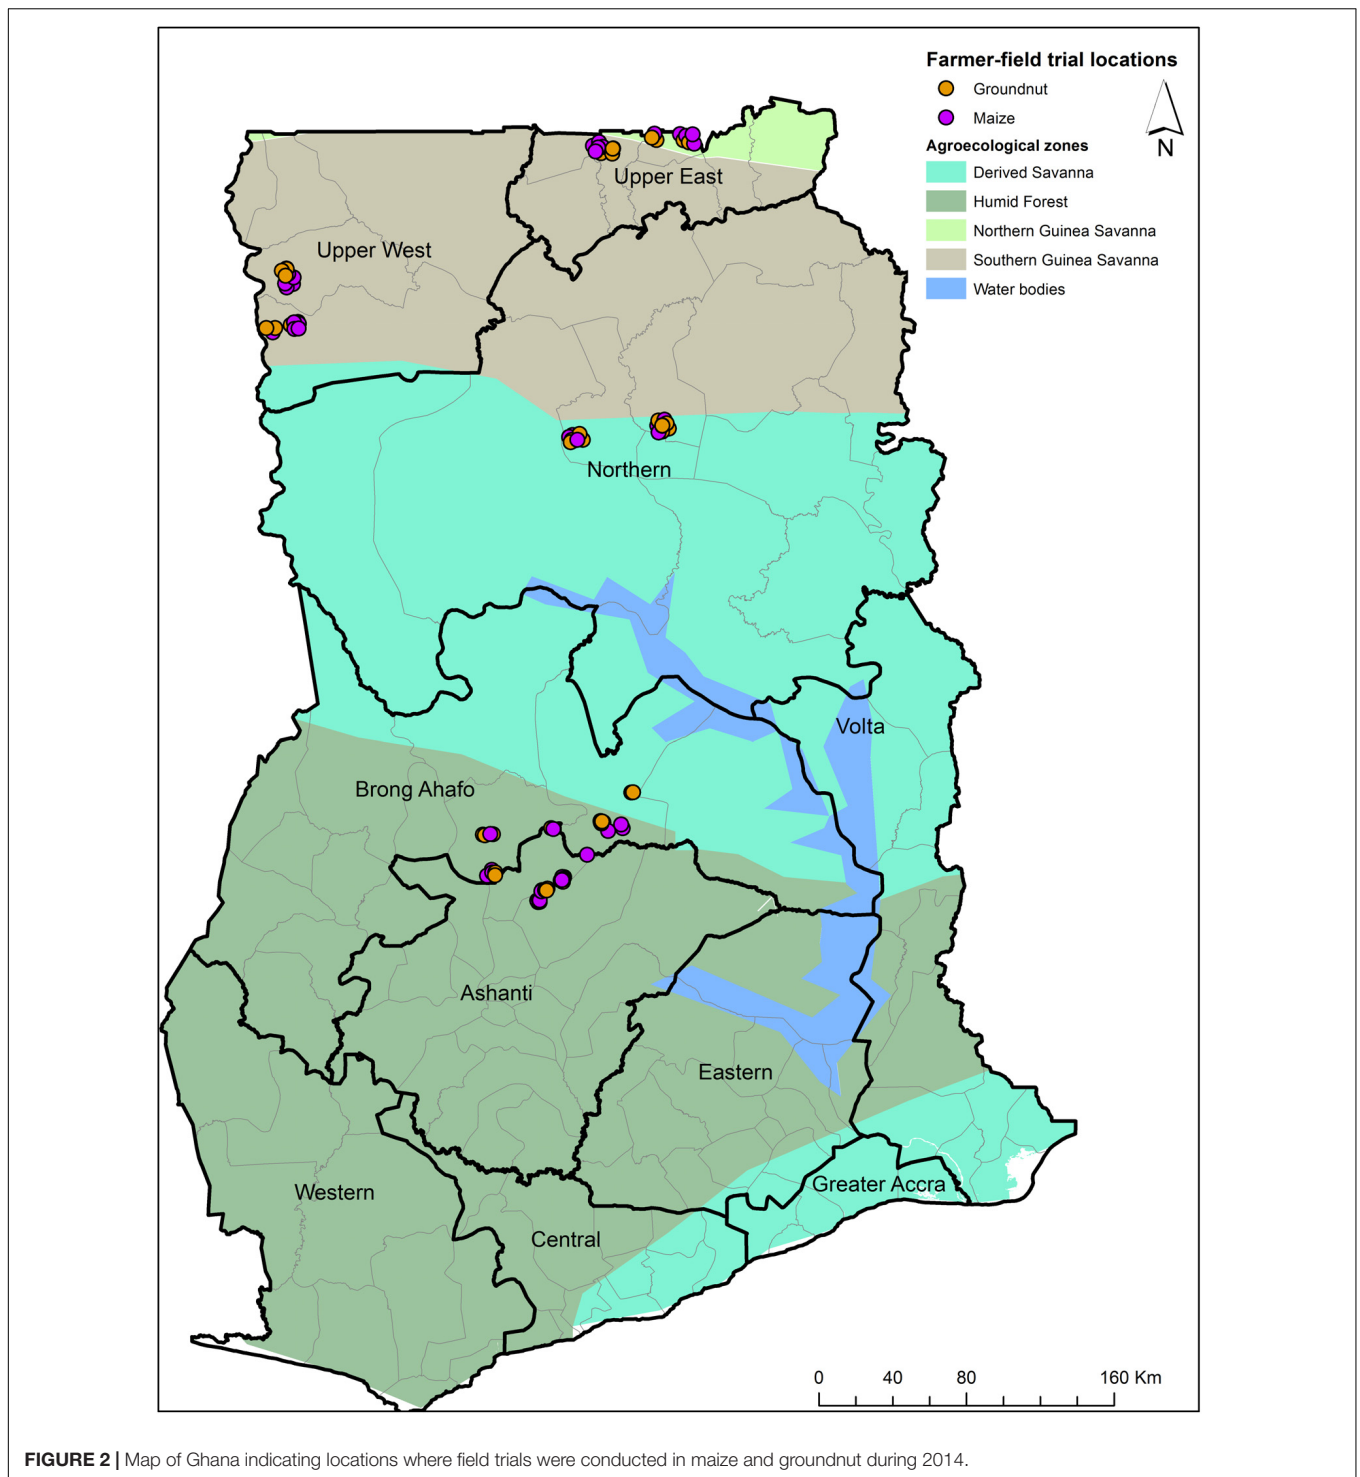 Farmer-field trial locations
Groundnut
Maize
Agroecological zones
Derived Savanna
Humid Forest
Northern Guinea Savanna
Southern Guinea Savanna
Water bodies
N
Upper East
Upper West
Northern
Volta
Brong Ahafo
Ashanti
Eastern
Western
Greater Accra
Central
0 40 80 160 Km
FIGURE 2 | Map of Ghana indicating locations where field trials were conducted in maize and groundnut during 2014.